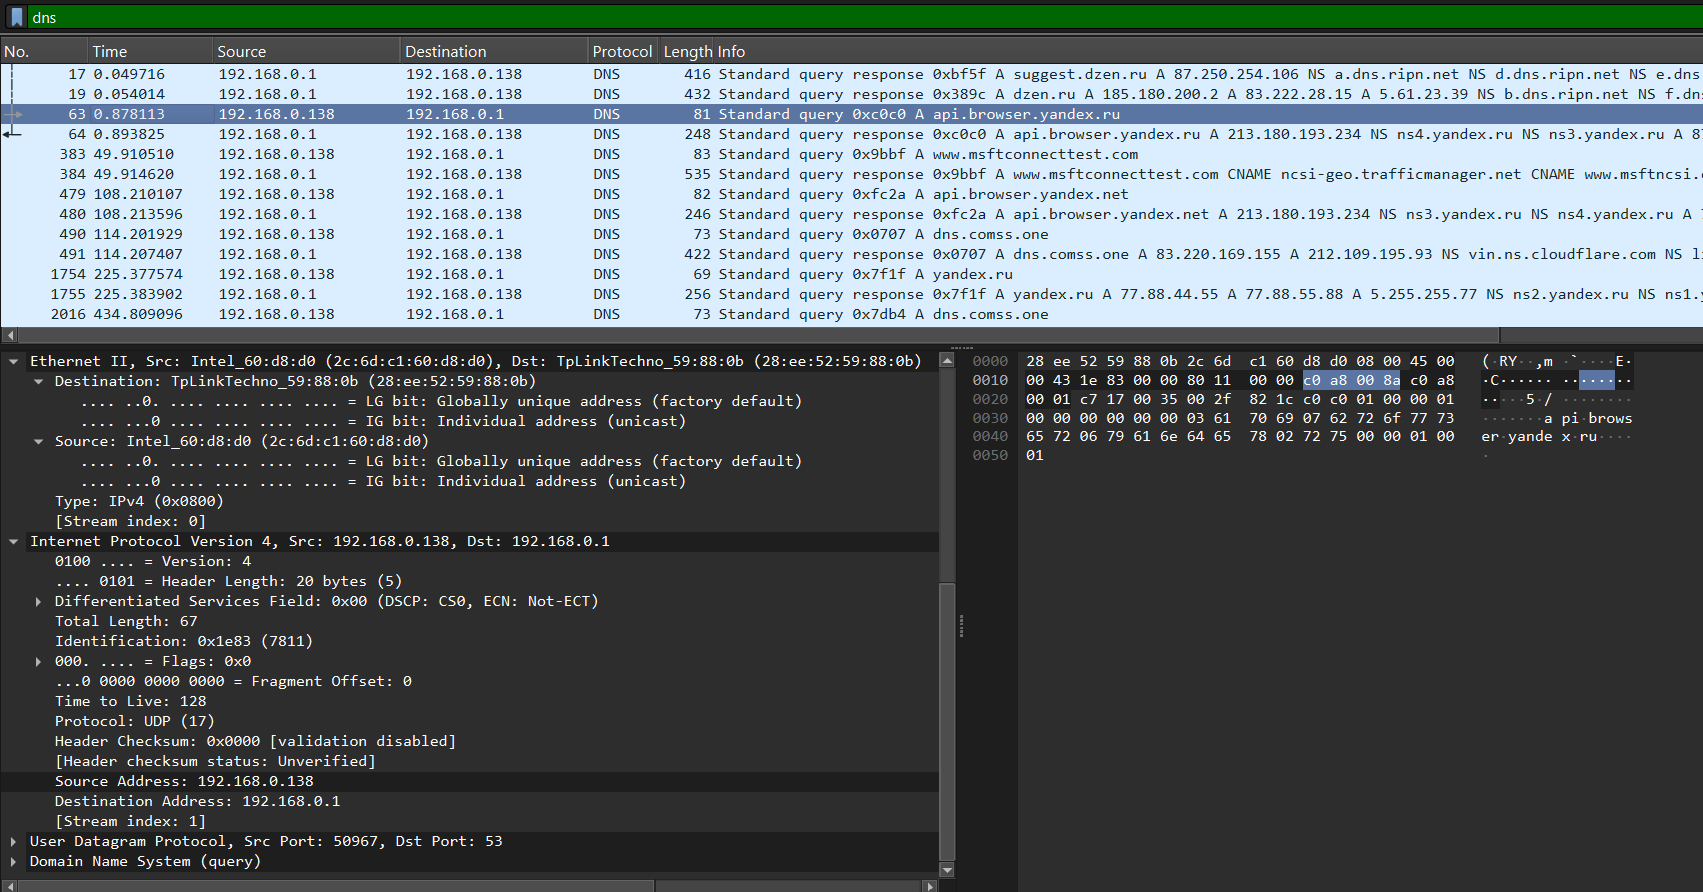 dns
No. Time Source Destination Protocol Length Info
17 0.049716 192.168.0.1 192.168.0.138 DNS 416 Standard query response 0xbf5f A suggest.dzen.ru A 87.250.254.106 NS a.dns.ripn.net NS d.dns.ripn.net NS e.dns
19 0.054014 192.168.0.1 192.168.0.138 DNS 432 Standard query response 0x389c A dzen.ru A 185.180.200.2 A 83.222.28.15 A 5.61.23.39 NS b.dns.ripn.net NS f.dn
63 0.878113 192.168.0.138 192.168.0.1 DNS 81 Standard query 0xc0c0 A api.browser.yandex.ru
64 0.893825 192.168.0.1 192.168.0.138 DNS 248 Standard query response 0xc0c0 A api.browser.yandex.ru A 213.180.193.234 NS ns4.yandex.ru NS ns3.yandex.ru A 8
383 49.910510 192.168.0.138 192.168.0.1 DNS 83 Standard query 0x9bbf A www.msftconnecttest.com
384 49.914620 192.168.0.1 192.168.0.138 DNS 535 Standard query response 0x9bbf A www.msftconnecttest.com CNAME ncsi-geo.trafficmanager.net CNAME www.msftncsi.
479 108.210107 192.168.0.138 192.168.0.1 DNS 82 Standard query 0xfc2a A api.browser.yandex.net
480 108.213596 192.168.0.1 192.168.0.138 DNS 246 Standard query response 0xfc2a A api.browser.yandex.net A 213.180.193.234 NS ns3.yandex.ru NS ns4.yandex.ru A
490 114.201929 192.168.0.138 192.168.0.1 DNS 73 Standard query 0x0707 A dns.comss.one
491 114.207407 192.168.0.1 192.168.0.138 DNS 422 Standard query response 0x0707 A dns.comss.one A 83.220.169.155 A 212.109.195.93 NS vin.ns.cloudflare.com NS l
1754 225.377574 192.168.0.138 192.168.0.1 DNS 69 Standard query 0x7f1f A yandex.ru
1755 225.383902 192.168.0.1 192.168.0.138 DNS 256 Standard query response 0x7f1f A yandex.ru A 77.88.44.55 A 77.88.55.88 A 5.255.255.77 NS ns2.yandex.ru NS ns1.
2016 434.809096 192.168.0.138 192.168.0.1 DNS 73 Standard query 0x7db4 A dns.comss.one
Ethernet II, Src: Intel_60:d8:d0 (2c:6d:c1:60:d8:d0), Dst: TpLinkTechno_59:88:0b (28:ee:52:59:88:0b)
Destination: TpLinkTechno_59:88:0b (28:ee:52:59:88:0b)
.... ..0. .... .... .... .... = LG bit: Globally unique address (factory default)
.... ...0 .... .... .... .... = IG bit: Individual address (unicast)
Source: Intel_60:d8:d0 (2c:6d:c1:60:d8:d0)
.... ..0. .... .... .... .... = LG bit: Globally unique address (factory default)
.... ...0 .... .... .... .... = IG bit: Individual address (unicast)
Type: IPv4 (0x0800)
[Stream index: 0]
Internet Protocol Version 4, Src: 192.168.0.138, Dst: 192.168.0.1
0100 .... = Version: 4
.... 0101 = Header Length: 20 bytes (5)
Differentiated Services Field: 0x00 (DSCP: CS0, ECN: Not-ECT)
Total Length: 67
Identification: 0x1e83 (7811)
000. .... = Flags: 0x0
...0 0000 0000 0000 = Fragment Offset: 0
Time to Live: 128
Protocol: UDP (17)
Header Checksum: 0x0000 [validation disabled]
[Header checksum status: Unverified]
Source Address: 192.168.0.138
Destination Address: 192.168.0.1
[Stream index: 1]
User Datagram Protocol, Src Port: 50967, Dst Port: 53
Domain Name System (query)
0000 28 ee 52 59 88 0b 2c 6d c1 60 d8 d0 08 00 45 00 (·RY··,m ·`····E·
0010 00 43 1e 83 00 00 80 11 00 00 c0 a8 00 8a c0 a8 ·C······ ········
0020 00 01 c7 17 00 35 00 2f 82 1c c0 c0 01 00 00 01 ·····5·/ ········
0030 00 00 00 00 00 00 03 61 70 69 07 62 72 6f 77 73 ·······a pi·brows
0040 65 72 06 79 61 6e 64 65 78 02 72 75 00 00 01 00 er·yande x·ru····
0050 01 ·